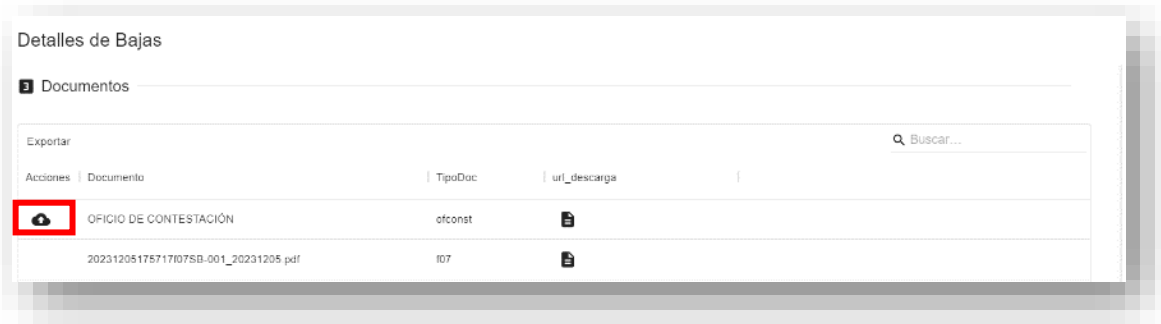 Detalles de Bajas
3 Documentos
Exportar
Buscar...
Acciones Documento TipoDoc url_descarga
OFICIO DE CONTESTACIÓN ofconst
20231205175717f07SB-001_20231205.pdf f07